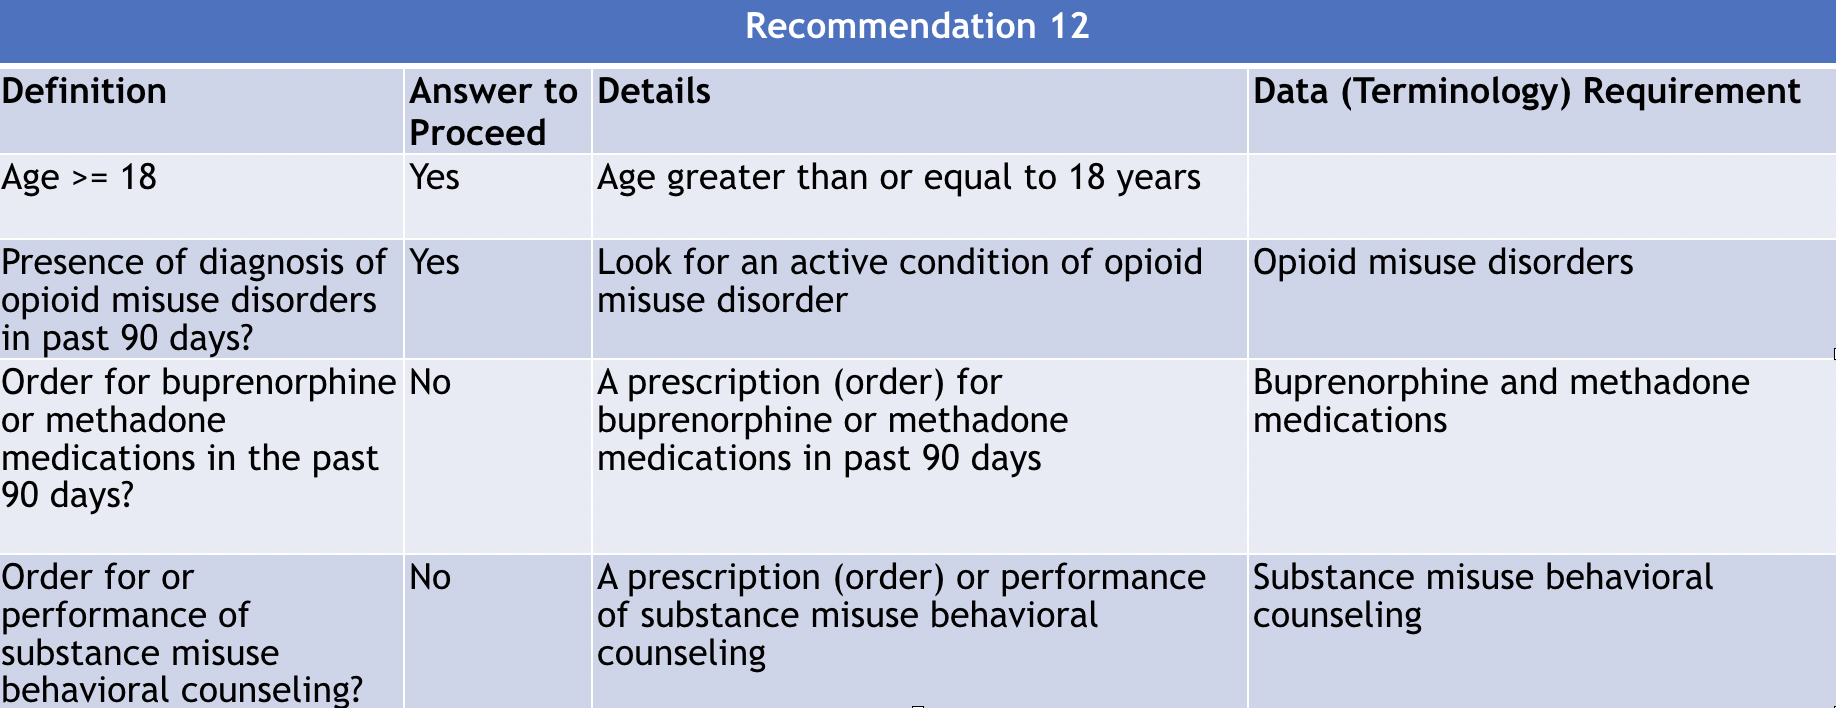 Recommendation 12
Definition
Answer to
Proceed
Details
Data (Terminology) Requirement
Age >= 18
Yes
Age greater than or equal to 18 years
Presence of diagnosis of
opioid misuse disorders
in past 90 days?
Yes
Look for an active condition of opioid
misuse disorder
Opioid misuse disorders
Order for buprenorphine
or methadone
medications in the past
90 days?
No
A prescription (order) for
buprenorphine or methadone
medications in past 90 days
Buprenorphine and methadone
medications
Order for or
performance of
substance misuse
behavioral counseling?
No
A prescription (order) or performance
of substance misuse behavioral
counseling
Substance misuse behavioral
counseling